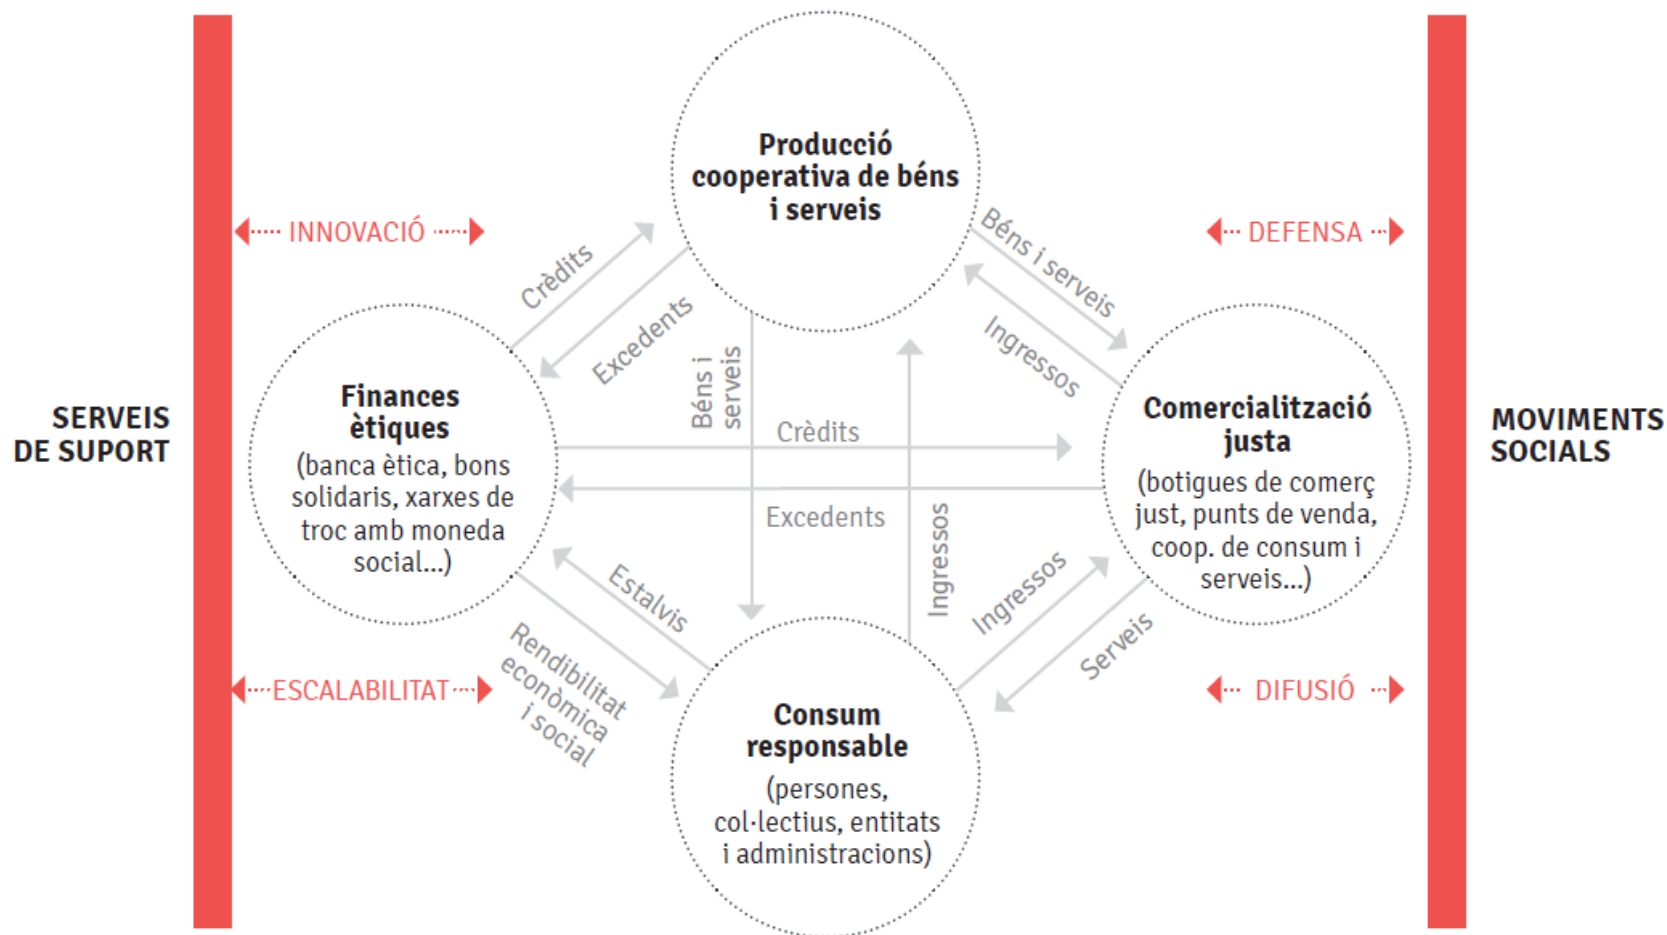 Producció
cooperativa de béns
i serveis
INNOVACIÓ
DEFENSA
Crèdits
Excedents
Béns i serveis
Ingressos
Béns i
serveis
SERVEIS
DE SUPORT
Finances
ètiques
(banca ètica, bons
solidaris, xarxes de
troc amb moneda
social...)
Crèdits
Excedents
Comercialització
justa
(botigues de comerç
just, punts de venda,
coop. de consum i
serveis...)
MOVIMENTS
SOCIALS
Estalvis
Rendibilitat
econòmica
i social
Ingressos
Ingressos
Serveis
ESCALABILITAT
DIFUSIÓ
Consum
responsable
(persones,
col·lectius, entitats
i administracions)